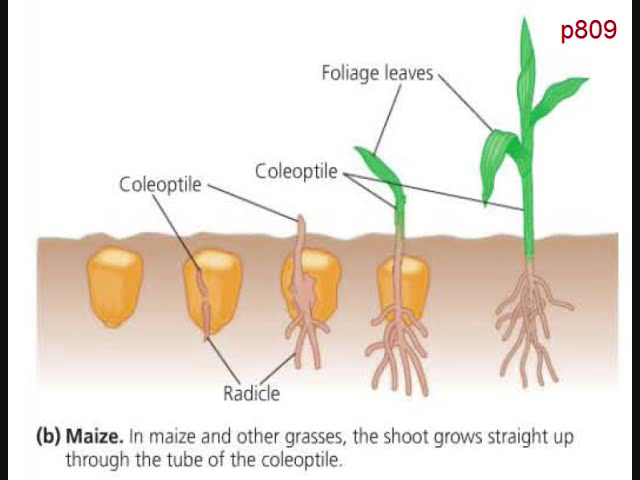 p809
Foliage leaves
Coleoptile
Coleoptile
Radicle
(b) Maize. In maize and other grasses, the shoot grows straight up
through the tube of the coleoptile.